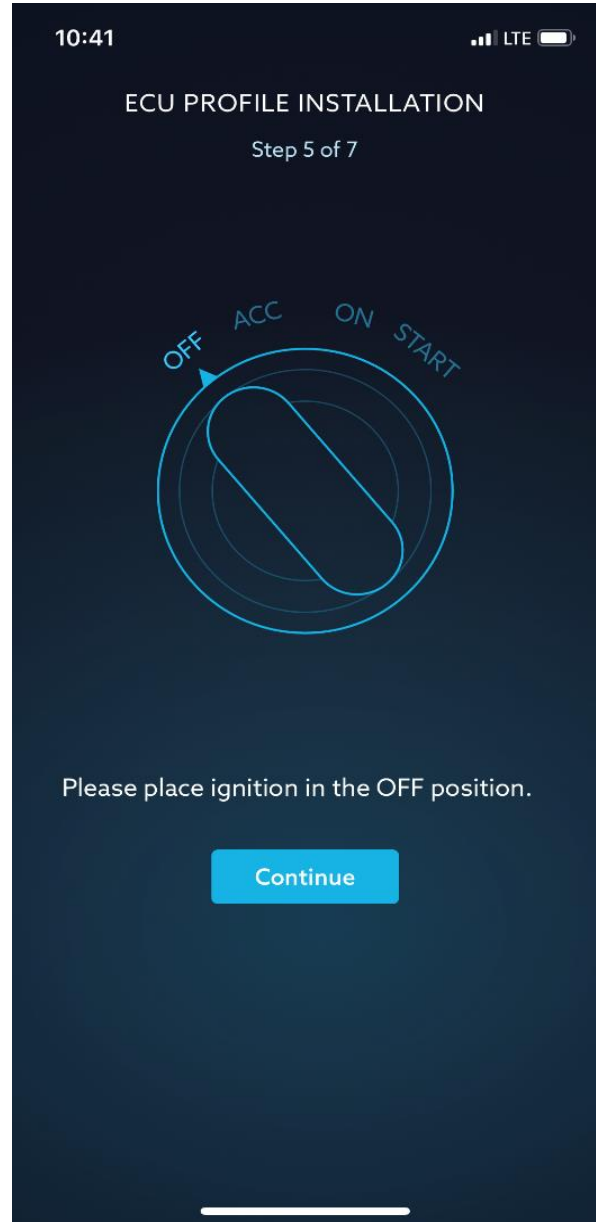 10:41
LTE
ECU PROFILE INSTALLATION
Step 5 of 7
OFF ACC ON START
Please place ignition in the OFF position.
Continue